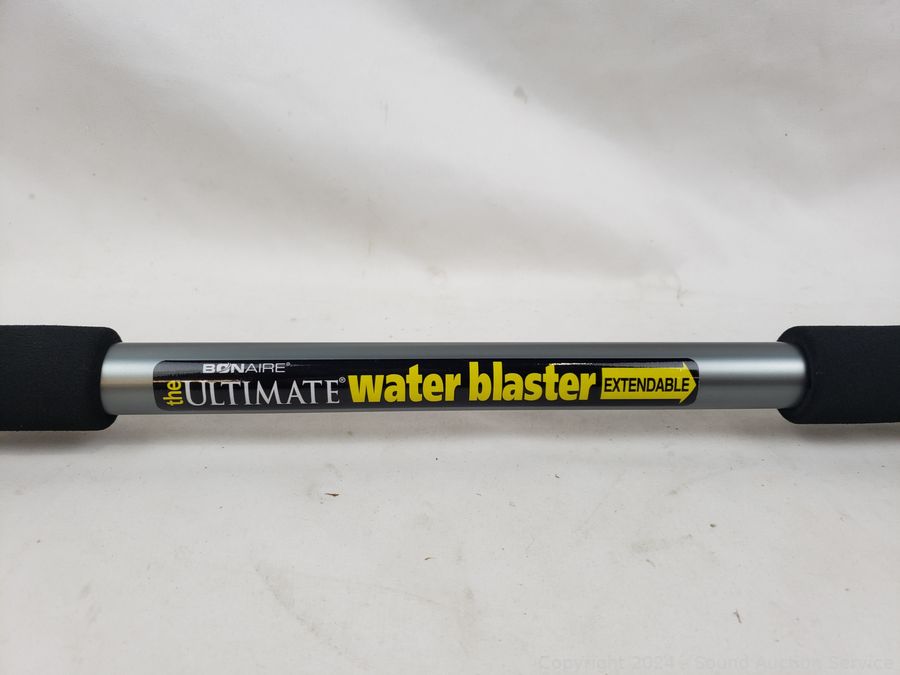 BONAIRE®
the ULTIMATE® water blaster EXTENDABLE
Copyright 2024 - Sound Auction Service